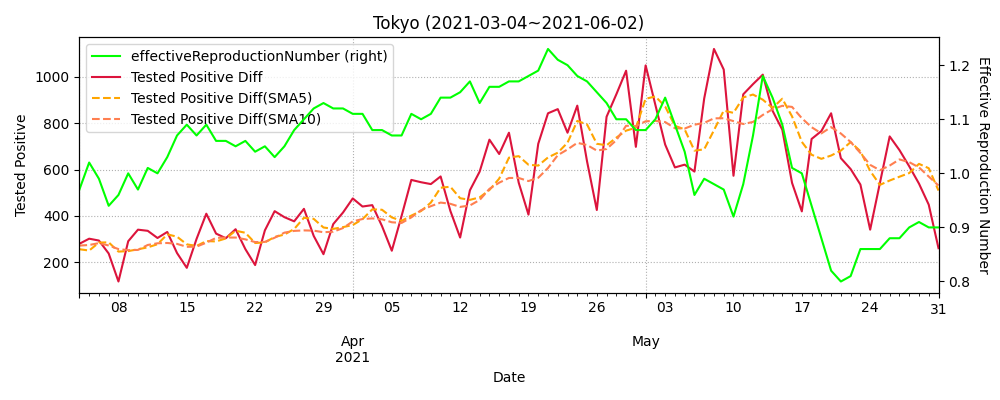 Tokyo (2021-03-04~2021-06-02)
effectiveReproductionNumber (right)
Tested Positive Diff
Tested Positive Diff(SMA5)
Tested Positive Diff(SMA10)
Tested Positive
1000
800
600
400
200
Effective Reproduction Number
1.2
1.1
1.0
0.9
0.8
08 15 22 29 05 12 19 26 03 10 17 24 31
Apr May
2021
Date